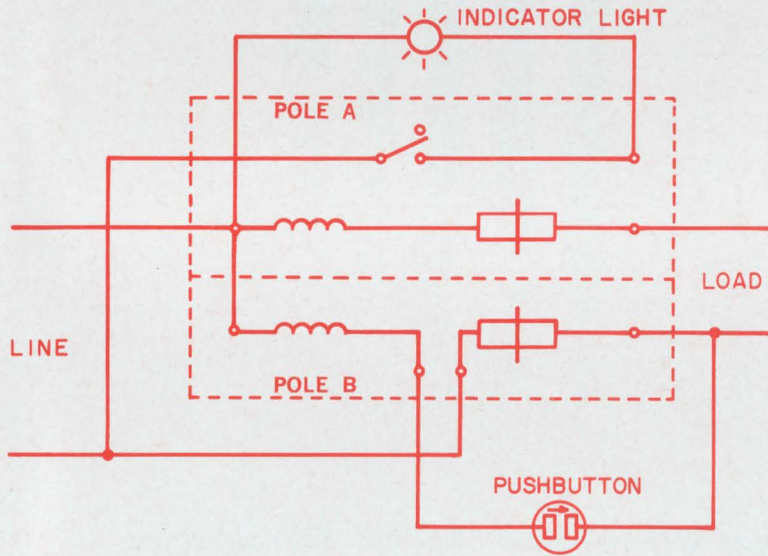 INDICATOR LIGHT
POLE A
LOAD
LINE
POLE B
PUSHBUTTON